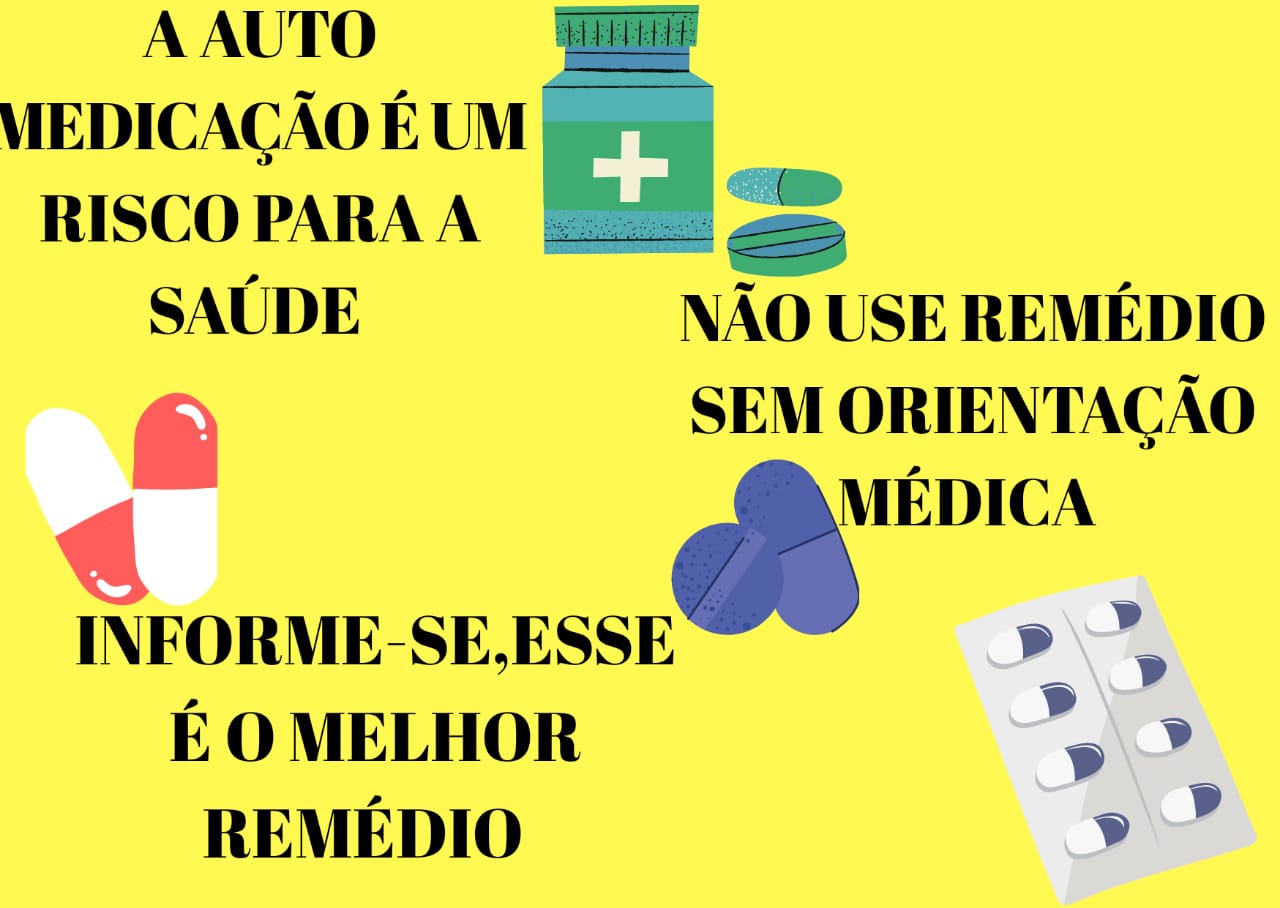 A AUTO
MEDICAÇÃO É UM
RISCO PARA A
SAÚDE
NÃO USE REMÉDIO
SEM ORIENTAÇÃO
MÉDICA
INFORME-SE,ESSE
É O MELHOR
REMÉDIO